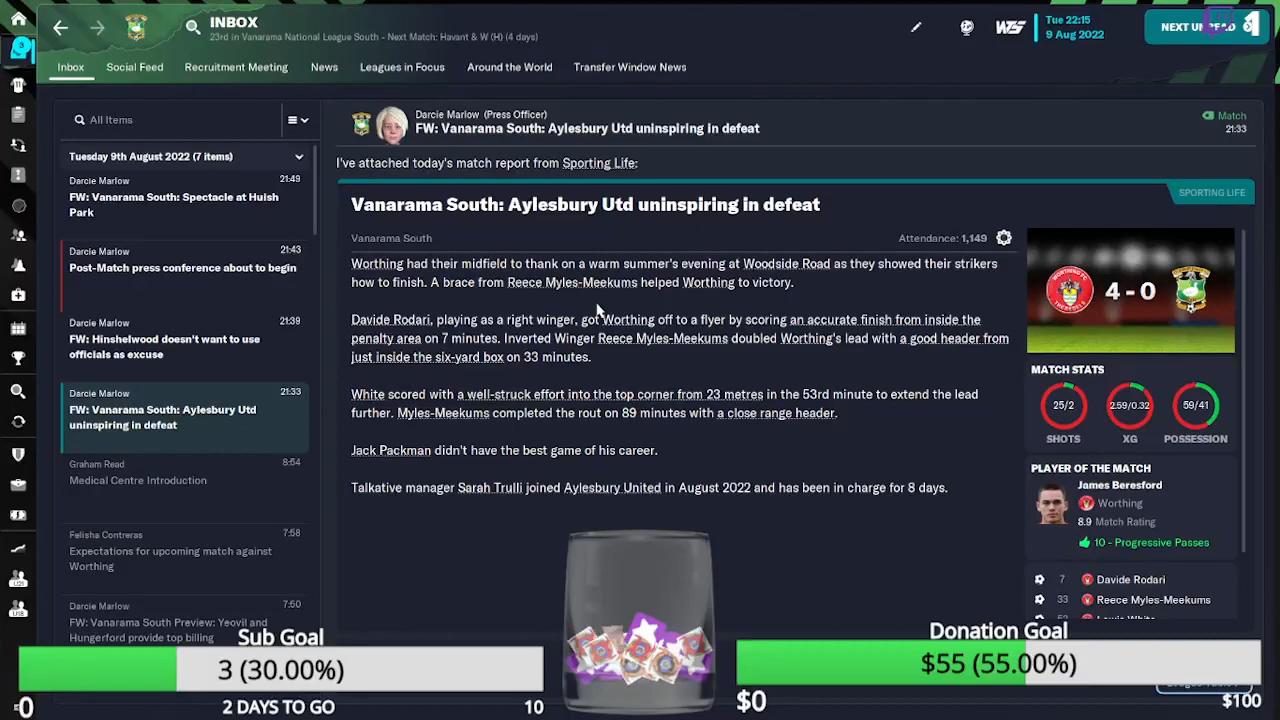 INBOX
23rd in Vanarama National League South - Next Match: Havant & W (H) (4 days)
Tue 22:15
9 Aug 2022
3
Inbox
Social Feed
Recruitment Meeting
News
Leagues in Focus
Around the World
Transfer Window News
All Items
Tuesday 9th August 2022 (7 items)
Darcie Marlow
21:49
FW: Vanarama South: Spectacle at Huish
Park
Darcie Marlow
21:43
Post-Match press conference about to begin
Darcie Marlow
21:39
FW: Hinshelwood doesn't want to use
officials as excuse
Darcie Marlow
21:33
FW: Vanarama South: Aylesbury Utd
uninspiring in defeat
Graham Read
8:54
Medical Centre Introduction
Felisha Contreras
7:58
Expectations for upcoming match against
Worthing
Darcie Marlow
7:50
FW: Vanarama South Preview: Yeovil and
Hungerford provide top billing
Darcie Marlow (Press Officer)
FW: Vanarama South: Aylesbury Utd uninspiring in defeat
Match
21:33
I've attached today's match report from Sporting Life:
SPORTING LIFE
Vanarama South: Aylesbury Utd uninspiring in defeat
Vanarama South
Attendance: 1,149
Worthing had their midfield to thank on a warm summer's evening at Woodside Road as they showed their strikers
how to finish. A brace from Reece Myles-Meekums helped Worthing to victory.
Davide Rodari, playing as a right winger, got Worthing off to a flyer by scoring an accurate finish from inside the
penalty area on 7 minutes. Inverted Winger Reece Myles-Meekums doubled Worthing's lead with a good header from
just inside the six-yard box on 33 minutes.
White scored with a well-struck effort into the top corner from 23 metres in the 53rd minute to extend the lead
further. Myles-Meekums completed the rout on 89 minutes with a close range header.
Jack Packman didn't have the best game of his career.
Talkative manager Sarah Trulli joined Aylesbury United in August 2022 and has been in charge for 8 days.
4 - 0
MATCH STATS
25/2
2.59/0.32
59/41
SHOTS
XG
POSSESSION
PLAYER OF THE MATCH
James Beresford
Worthing
8.9 Match Rating
10 - Progressive Passes
7 Davide Rodari
33 Reece Myles-Meekums
Sub Goal
3 (30.00%)
0
2 DAYS TO GO
10
Donation Goal
$55 (55.00%)
$0
$100